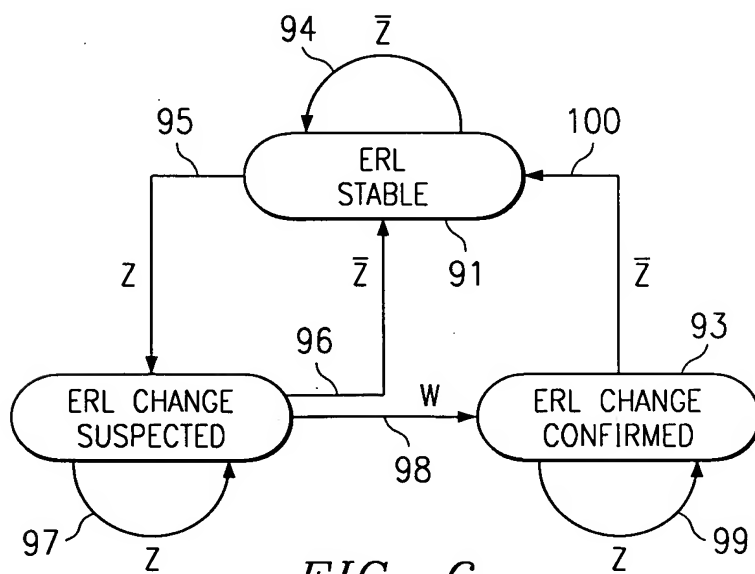 94
Z̅
95
100
ERL
STABLE
91
Z
Z̅
Z̅
96
93
ERL CHANGE
SUSPECTED
W
98
ERL CHANGE
CONFIRMED
97
Z
Z
99